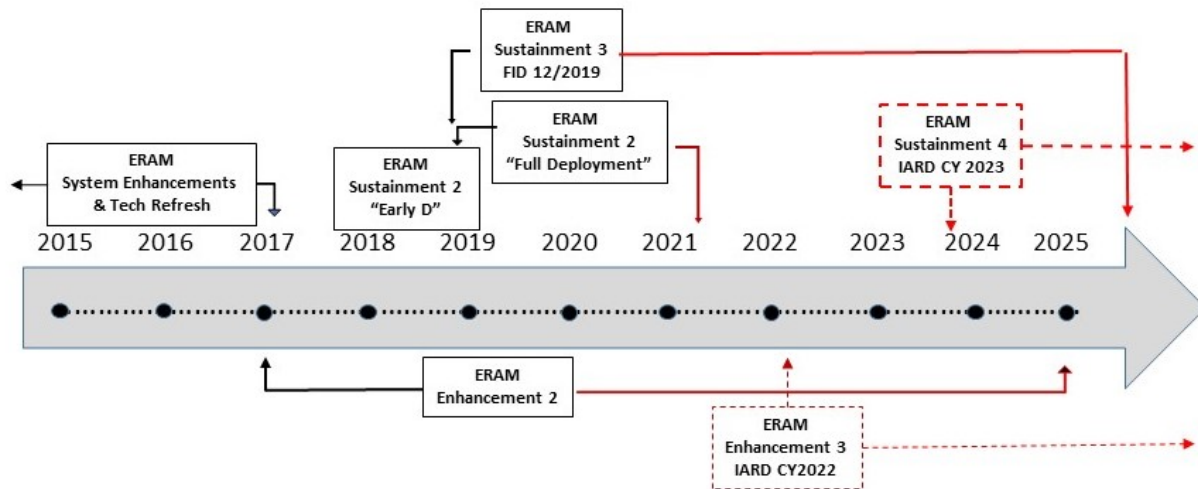 ERAM
Sustainment 3
FID 12/2019
ERAM
Sustainment 2
“Full Deployment”
ERAM
Sustainment 4
IARD CY 2023
ERAM
System Enhancements
& Tech Refresh
ERAM
Sustainment 2
“Early D”
2015 2016 2017 2018 2019 2020 2021 2022 2023 2024 2025
ERAM
Enhancement 2
ERAM
Enhancement 3
IARD CY2022